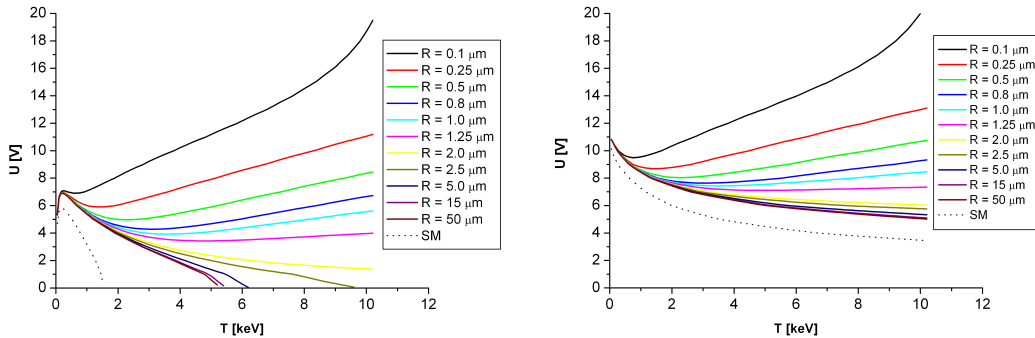 20
18
16
14
12
10
8
6
4
2
0
U [V]
0 2 4 6 8 10 12
T [keV]
R = 0.1 μm
R = 0.25 μm
R = 0.5 μm
R = 0.8 μm
R = 1.0 μm
R = 1.25 μm
R = 2.0 μm
R = 2.5 μm
R = 5.0 μm
R = 15 μm
R = 50 μm
SM
20
18
16
14
12
10
8
6
4
2
0
U [V]
0 2 4 6 8 10 12
T [keV]
R = 0.1 μm
R = 0.25 μm
R = 0.5 μm
R = 0.8 μm
R = 1.0 μm
R = 1.25 μm
R = 2.0 μm
R = 2.5 μm
R = 5.0 μm
R = 15 μm
R = 50 μm
SM